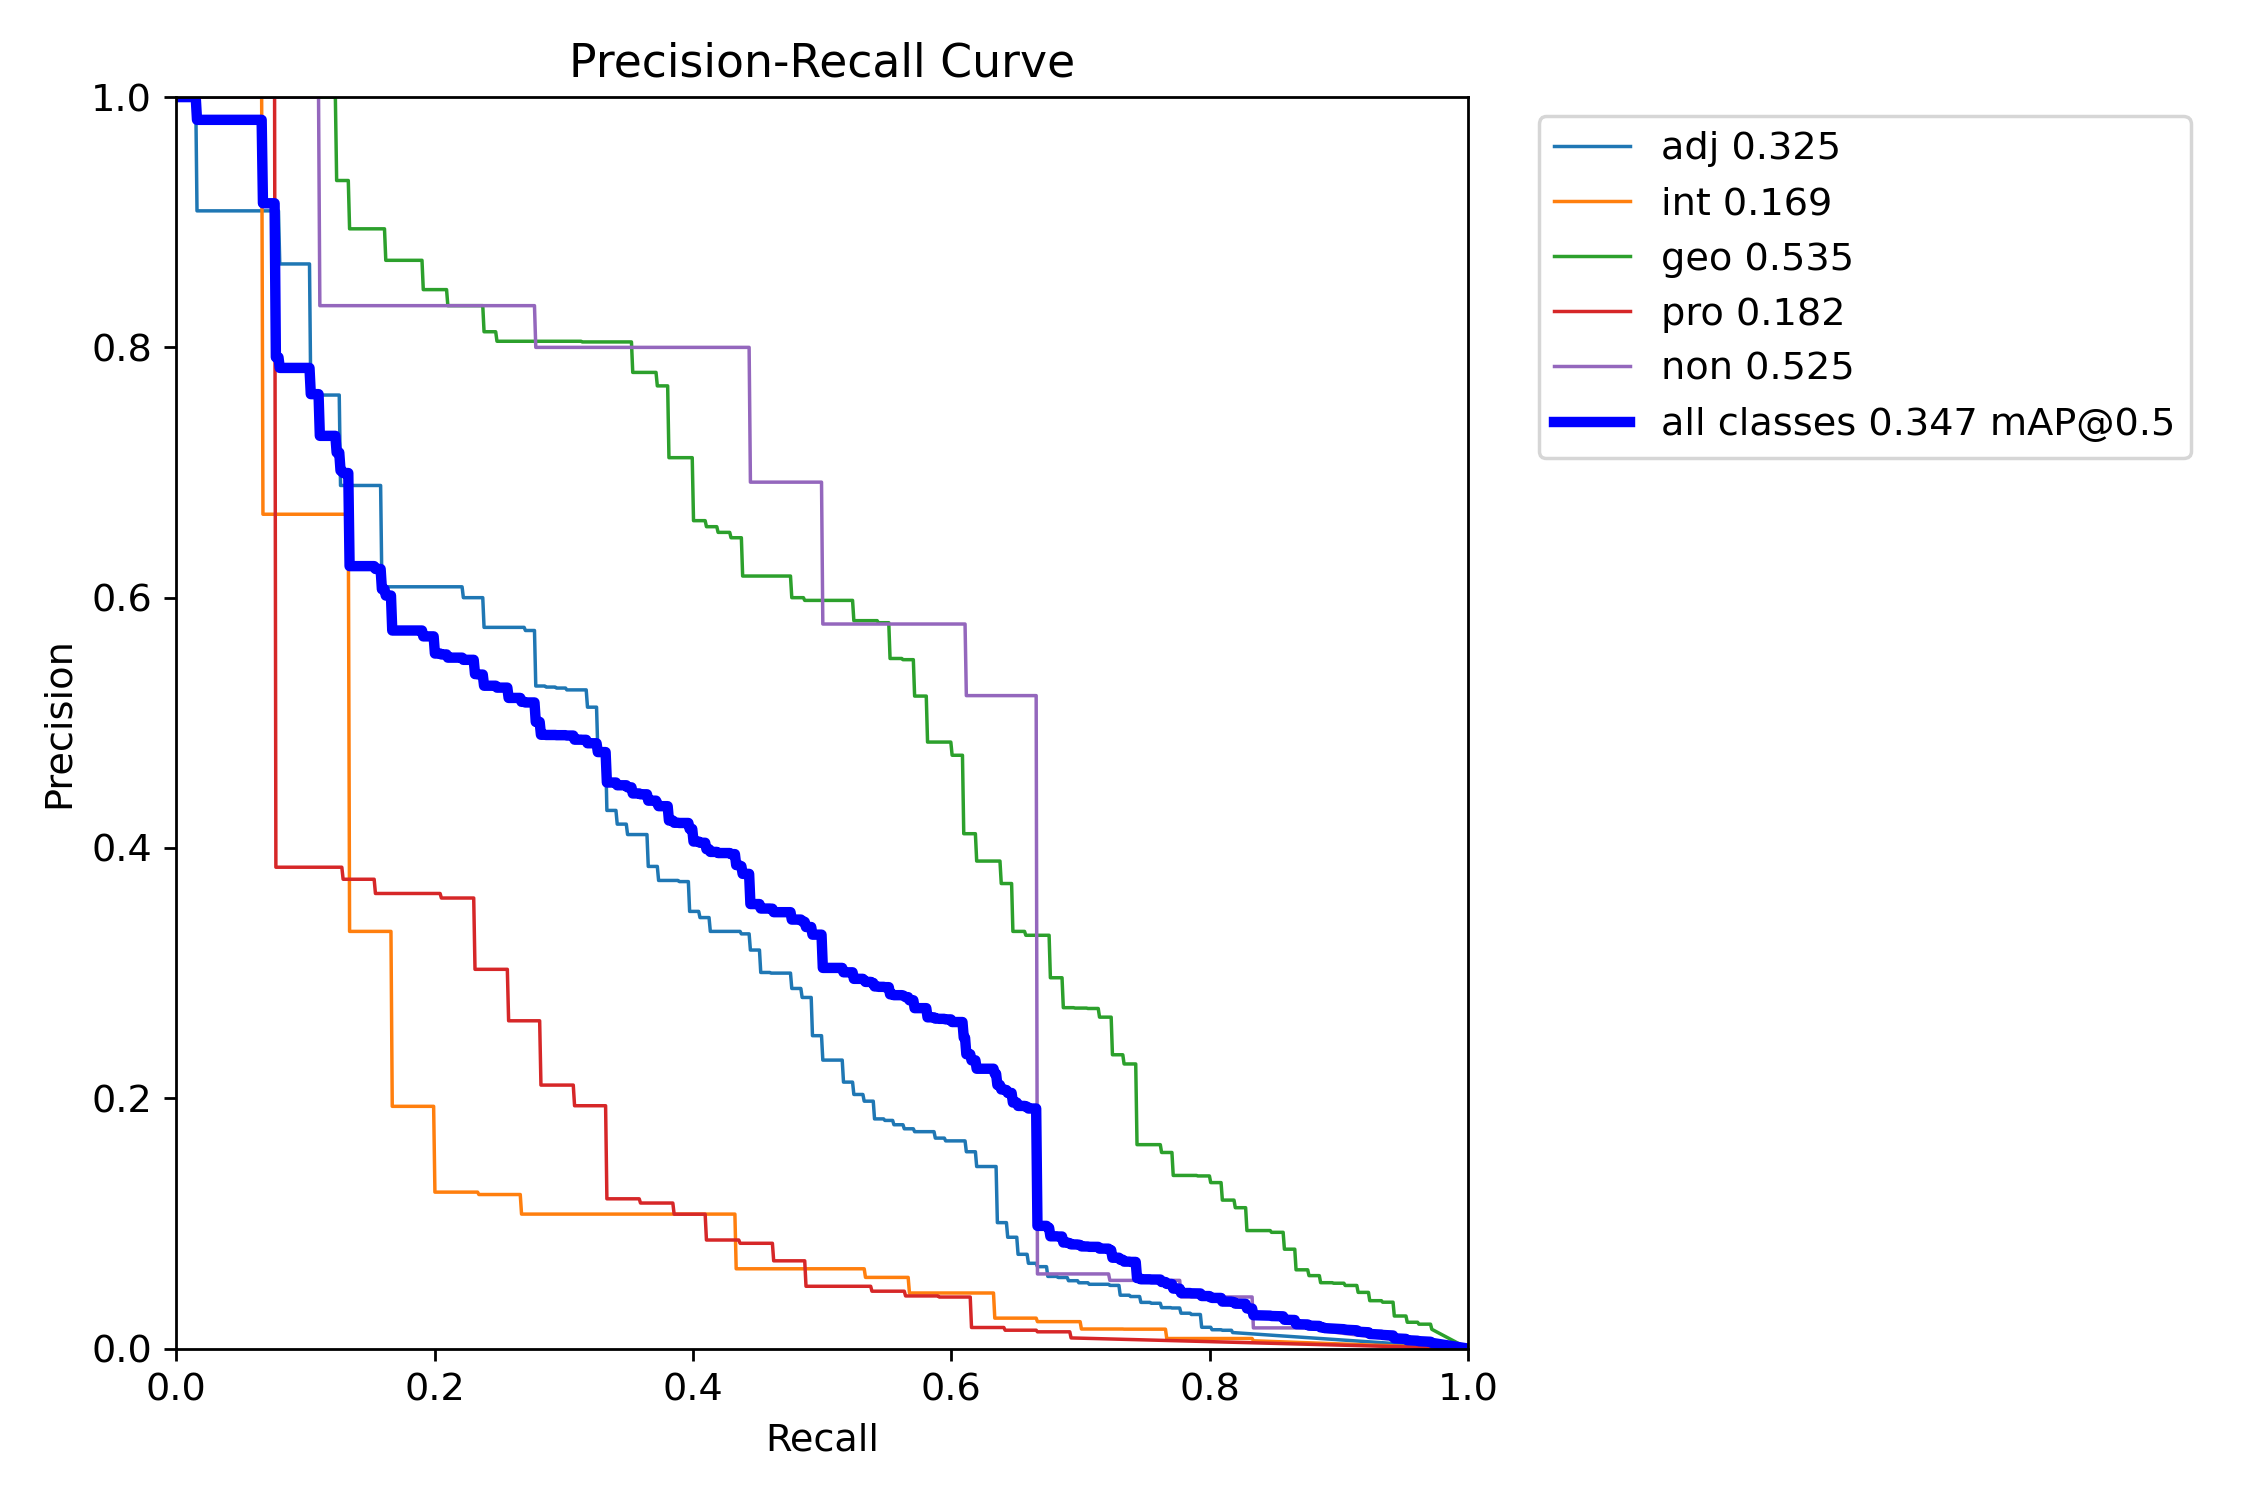 Precision-Recall Curve
1.0
0.8
0.6
0.4
0.2
0.0
Precision
0.0 0.2 0.4 0.6 0.8 1.0
Recall
adj 0.325
int 0.169
geo 0.535
pro 0.182
non 0.525
all classes 0.347 mAP@0.5